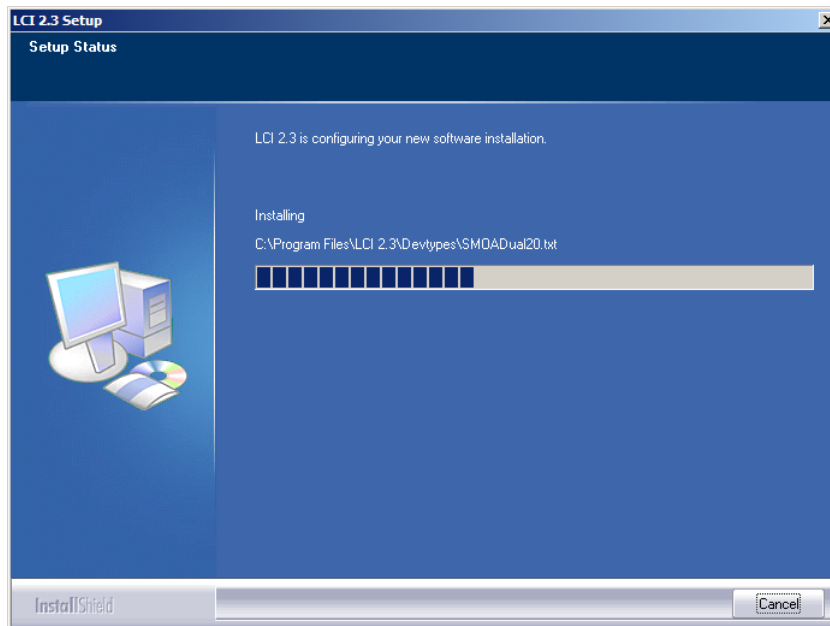 LCI 2.3 Setup
Setup Status
LCI 2.3 is configuring your new software installation.
Installing
C:\Program Files\LCI 2.3\Devtypes\SMOADual20.txt
InstallShield
Cancel